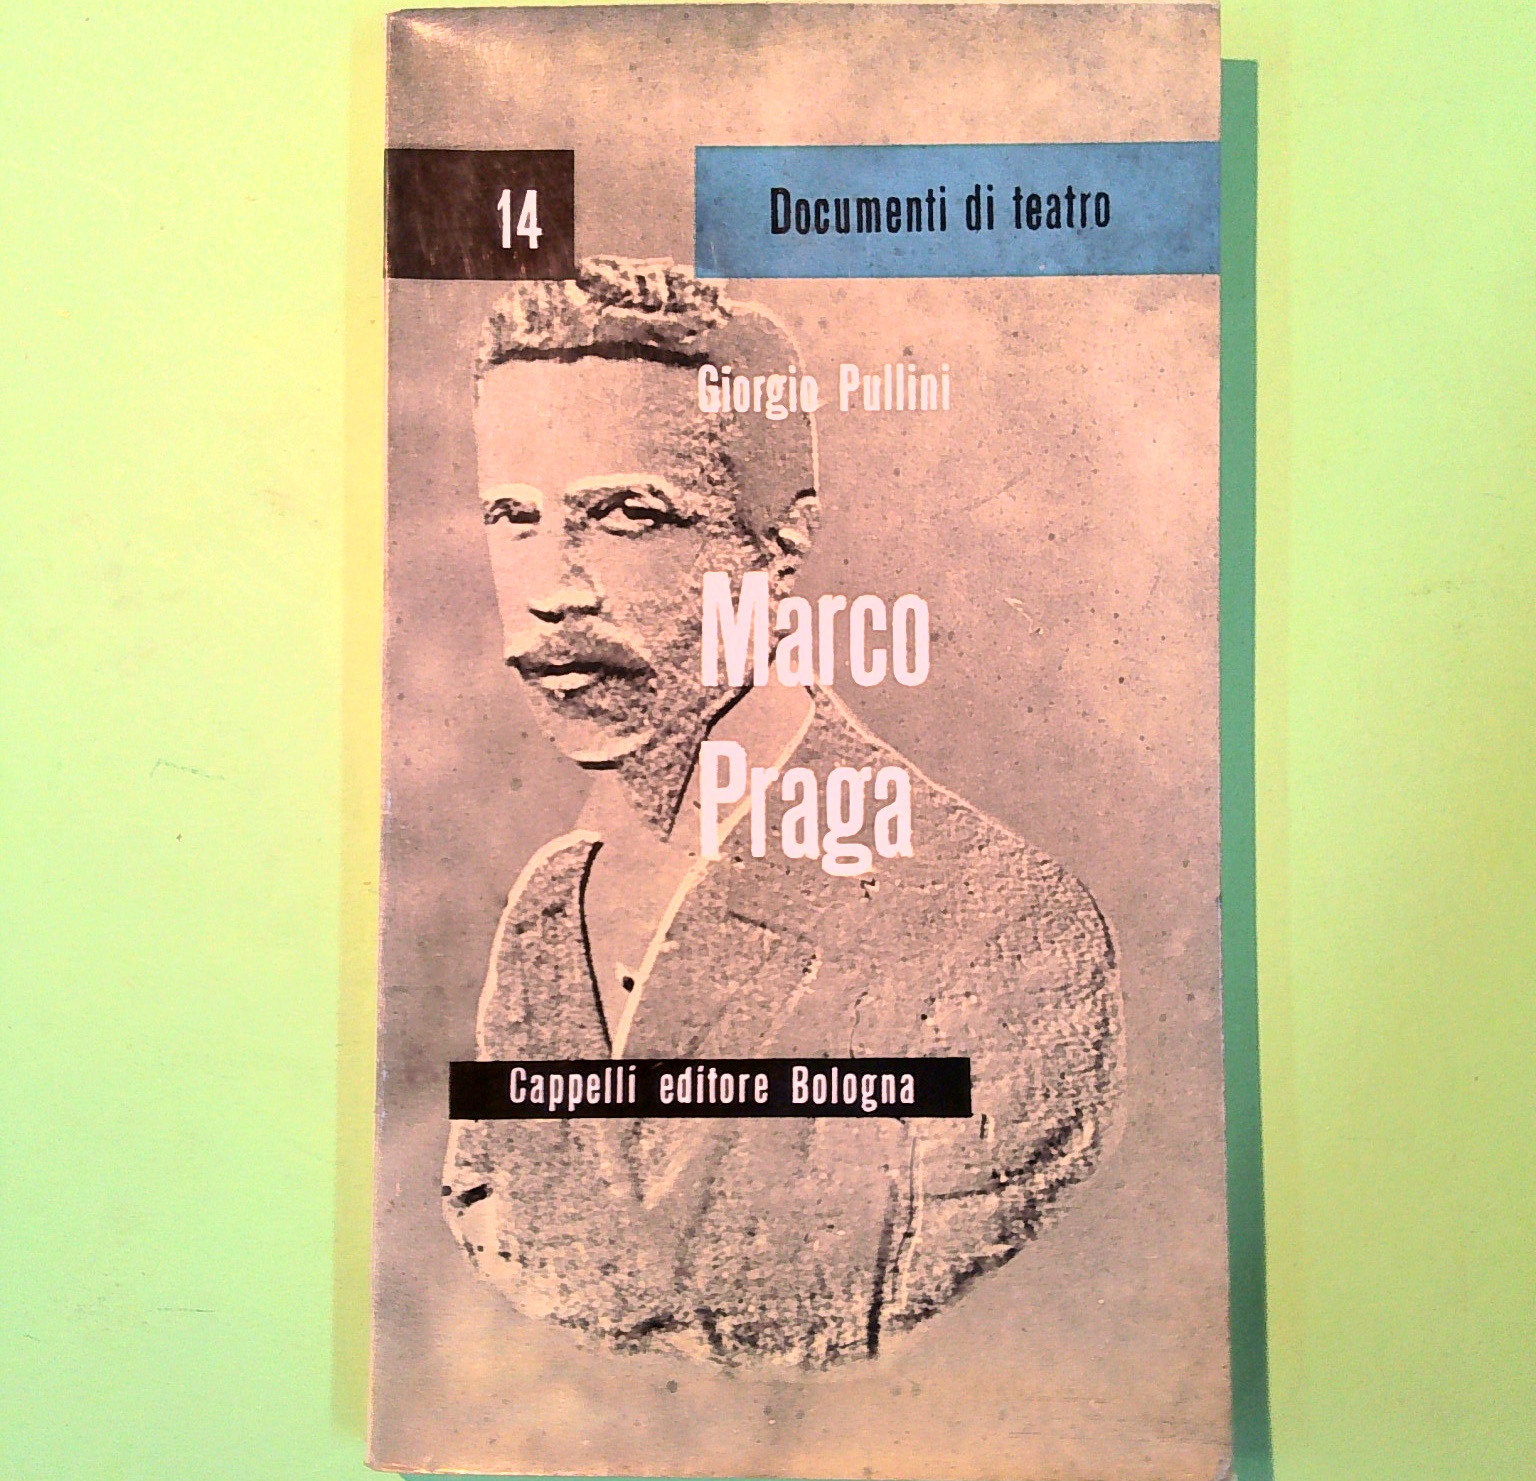 14
Documenti di teatro
Giorgio Pullini
Marco
Praga
Cappelli editore Bologna